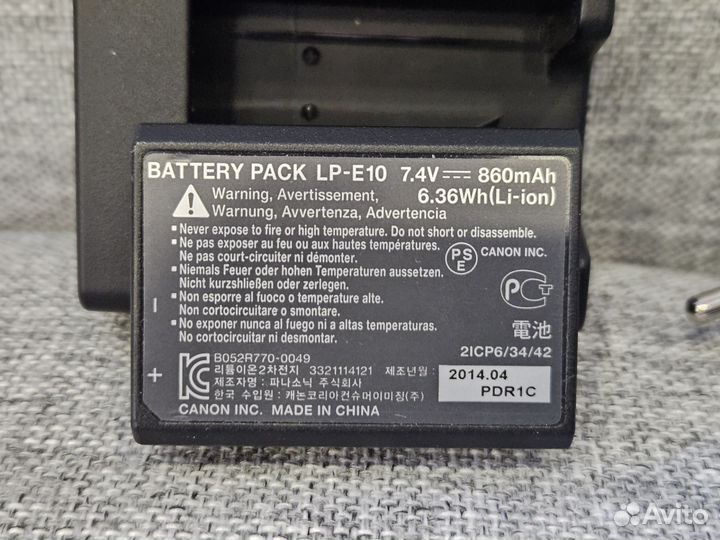 BATTERY PACK LP-E10 7.4V 860mAh
6.36Wh(Li-ion)
Warning, Avertissement,
Warnung, Avvertenza, Advertencia
•Never expose to fire or high temperature. Do not short or disassemble.
•Ne pas exposer au feu ou aux hautes températures.
Ne pas court-circuiter ni démonter.
•Niemals Feuer oder hohen Temperaturen aussetzen.
Nicht kurzshließen oder zerlegen.
•Non esporre al fuoco o temperature alte.
Non cortocircuitare o smontare.
•No exponer nunca al fuego ni a altas temperaturas.
No cortocircuitar ni desmontar.
PSE CANON INC.
PCT
電池
2ICP6/34/42
B052R770-0049
리튬이온2차전지 3321114121 제조년월:
제조원 : 파나소닉 주식회사
한국 수입원 : 캐논코리아컨슈머이미징(주)
CANON INC. MADE IN CHINA
2014.04
PDR1C
-
+
Avito